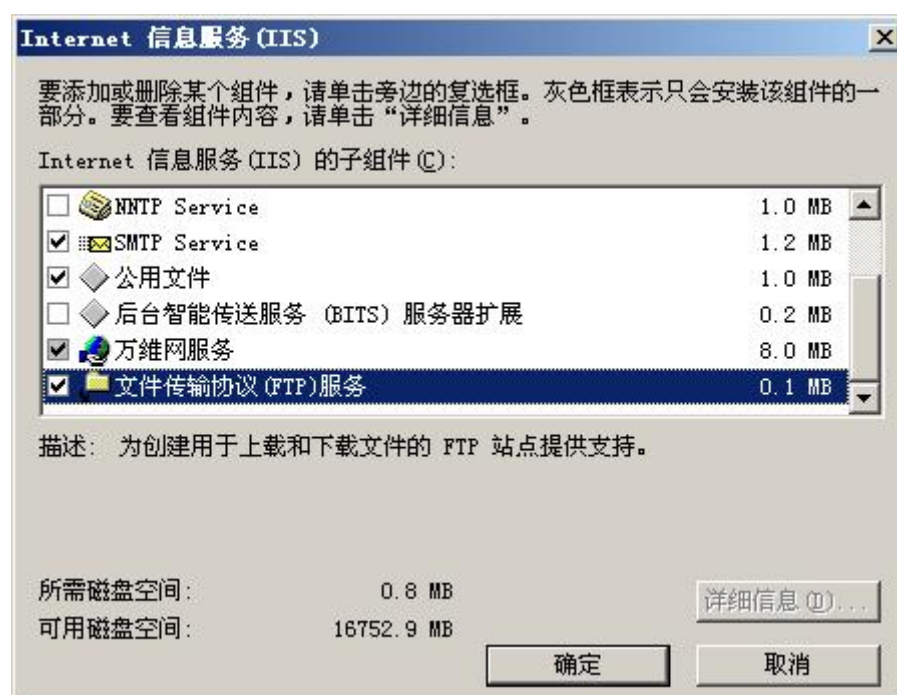 Internet 信息服务(IIS)
要添加或删除某个组件，请单击旁边的复选框。灰色框表示只会安装该组件的一
部分。要查看组件内容，请单击“详细信息”。
Internet 信息服务(IIS) 的子组件(C):
NNTP Service 1.0 MB
SMTP Service 1.2 MB
公用文件 1.0 MB
后台智能传送服务 (BITS) 服务器扩展 0.2 MB
万维网服务 8.0 MB
文件传输协议(FTP)服务 0.1 MB
描述: 为创建用于上载和下载文件的 FTP 站点提供支持。
所需磁盘空间: 0.8 MB
详细信息(D)...
可用磁盘空间: 16752.9 MB
确定 取消